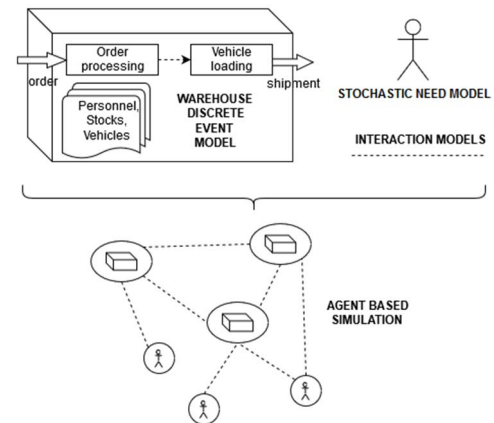 Order
processing
Vehicle
loading
order
shipment
Personnel,
Stocks,
Vehicles
WAREHOUSE
DISCRETE
EVENT
MODEL
STOCHASTIC NEED MODEL
INTERACTION MODELS
AGENT BASED
SIMULATION